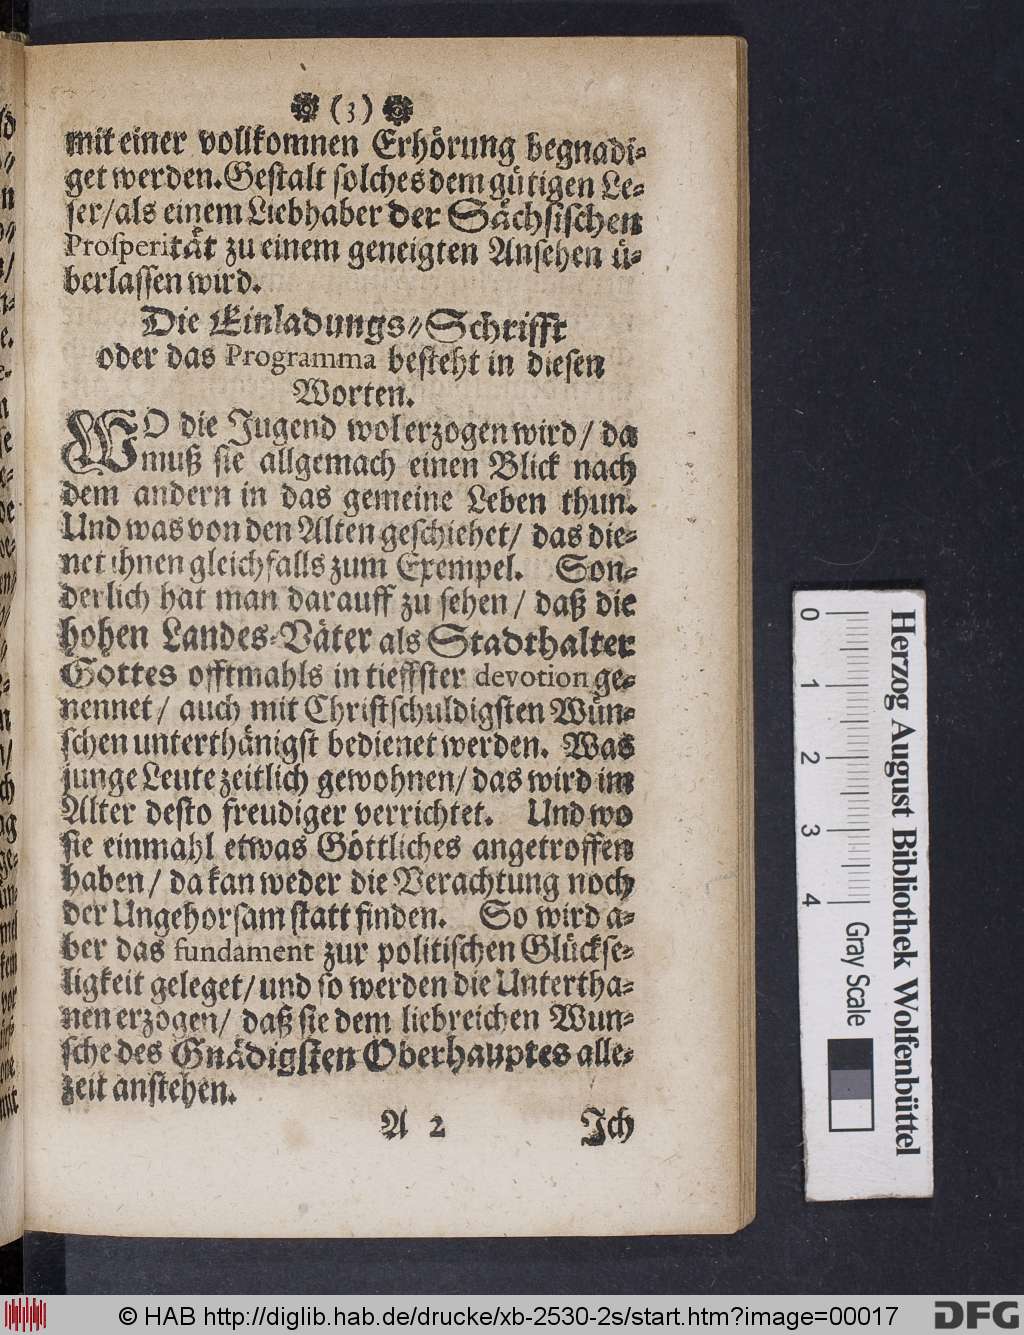 (3)
mit einer vollkomnen Erhörung begnadi⸗
get werden. Gestalt solches dem gütigen Le⸗
ser/ als einem Liebhaber der Sächsischen
Prosperität zu einem geneigten Ansehen ü⸗
berlassen wird.
Die Einladungs⸗Schrifft
oder das Programma besteht in diesen
Worten.
WO die Jugend wol erzogen wird/ da
muß sie allgemach einen Blick nach
dem andern in das gemeine Leben thun.
Und was von den Alten geschiehet/ das die⸗
net ihnen gleichfalls zum Exempel. Son⸗
derlich hat man darauff zu sehen/ daß die
hohen Landes⸗Väter als Stadthalter
Gottes offtmahls in tieffster devotion ge⸗
nennet/ auch mit Christschuldigsten Wün⸗
schen unterthänigst bedienet werden. Was
junge Leute zeitlich gewohnen/ das wird im
Alter desto freudiger verrichtet. Und wo
sie einmahl etwas Göttliches angetroffen
haben/ da kan weder die Verachtung noch
der Ungehorsam statt finden. So wird a⸗
ber das fundament zur politischen Glückse⸗
ligkeit geleget/ und so werden die Untertha⸗
nen erzogen/ daß sie dem liebreichen Wun⸗
sche des Gnädigsten Oberhauptes alle⸗
zeit anstehen.
A 2 Ich
0 1 2 3 4 Gray Scale
Herzog August Bibliothek Wolfenbüttel
© HAB http://diglib.hab.de/drucke/xb-2530-2s/start.htm?image=00017
DFG